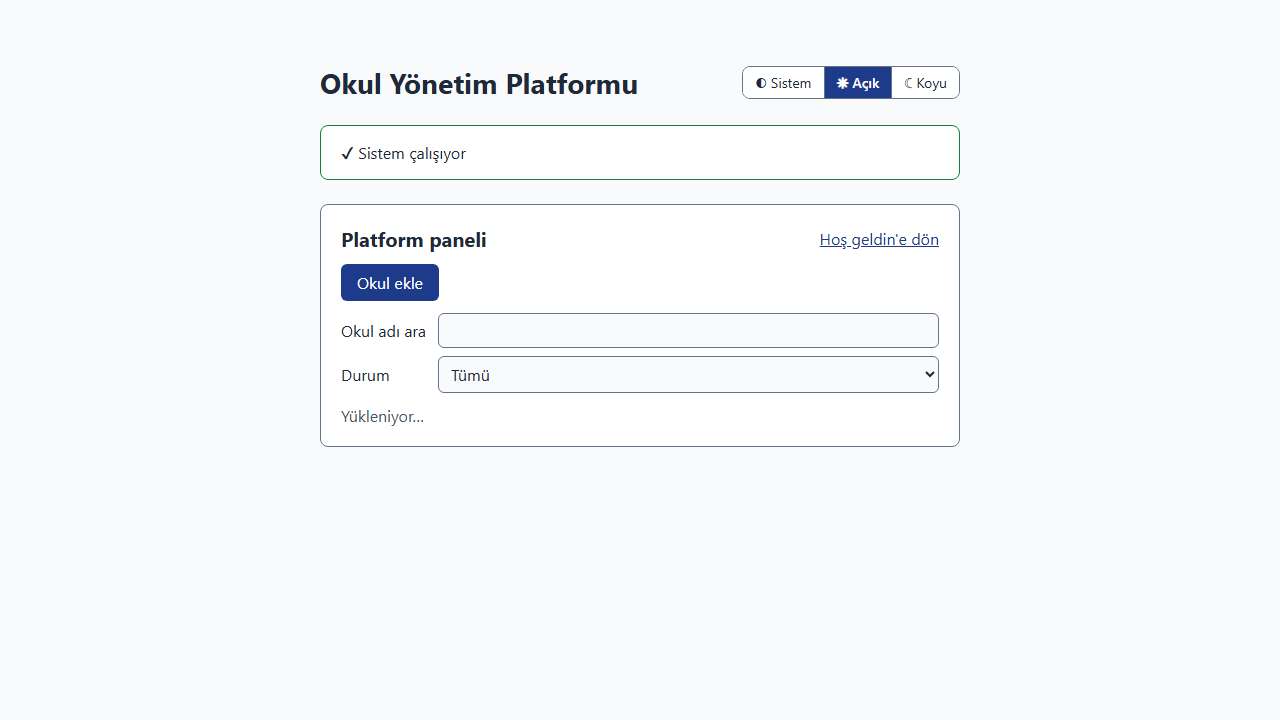 Okul Yönetim Platformu
◐ Sistem
❋ Açık
☾ Koyu
✓ Sistem çalışıyor
Platform paneli
Hoş geldin'e dön
Okul ekle
Okul adı ara
Durum
Tümü
Yükleniyor...